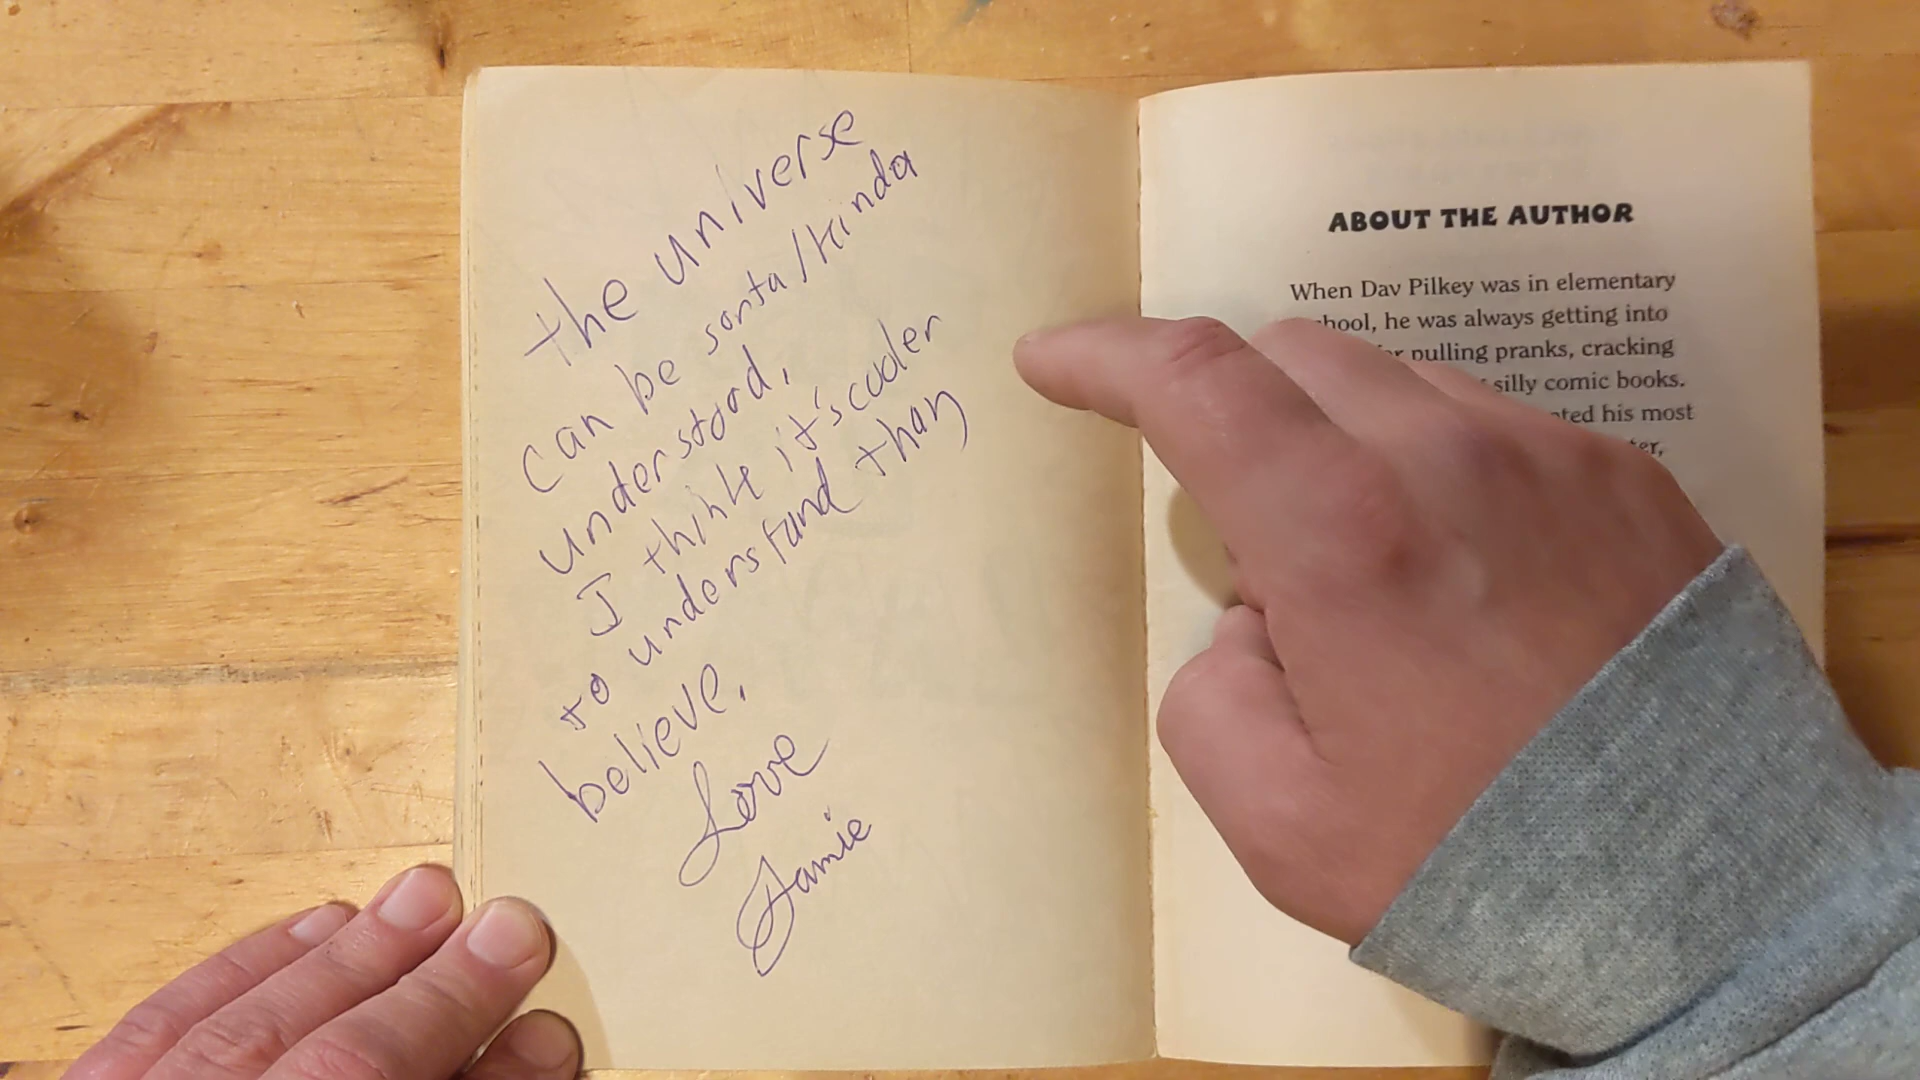 the universe
can be sorta/kinda
understood,
I think it's cooler
to understand than
believe.
Love
Jamie
ABOUT THE AUTHOR
When Dav Pilkey was in elementary
he was always getting into
pulling pranks, cracking
silly comic books.
his most